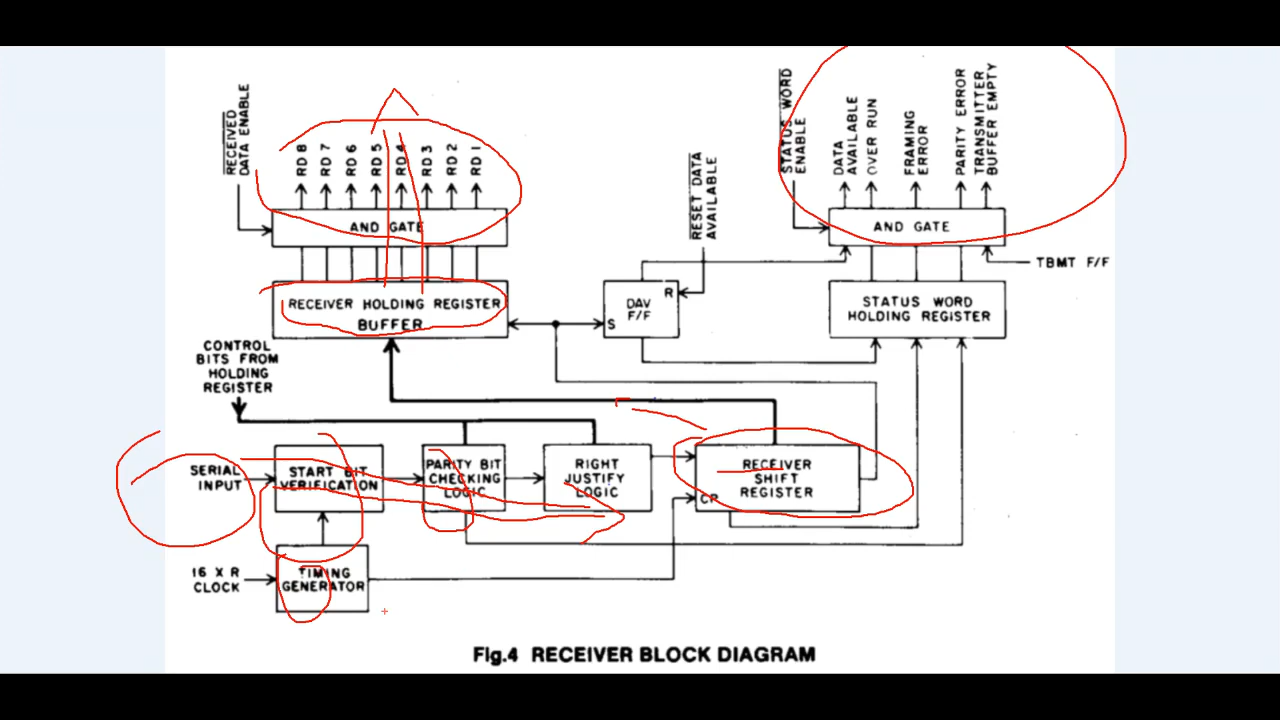 RECEIVED
DATA ENABLE
RD 8
RD 7
RD 6
RD 5
RD 4
RD 3
RD 2
RD 1
AND GATE
RECEIVER HOLDING REGISTER
BUFFER
RESET DATA
AVAILABLE
DAV
F/F
R
S
STATUS WORD
ENABLE
DATA
AVAILABLE
OVER RUN
FRAMING
ERROR
PARITY ERROR
TRANSMITTER
BUFFER EMPTY
AND GATE
TBMT F/F
STATUS WORD
HOLDING REGISTER
CONTROL
BITS FROM
HOLDING
REGISTER
SERIAL
INPUT
START BIT
VERIFICATION
PARITY BIT
CHECKING
LOGIC
RIGHT
JUSTIFY
LOGIC
RECEIVER
SHIFT
REGISTER
CP
16 X R
CLOCK
TIMING
GENERATOR
Fig.4 RECEIVER BLOCK DIAGRAM